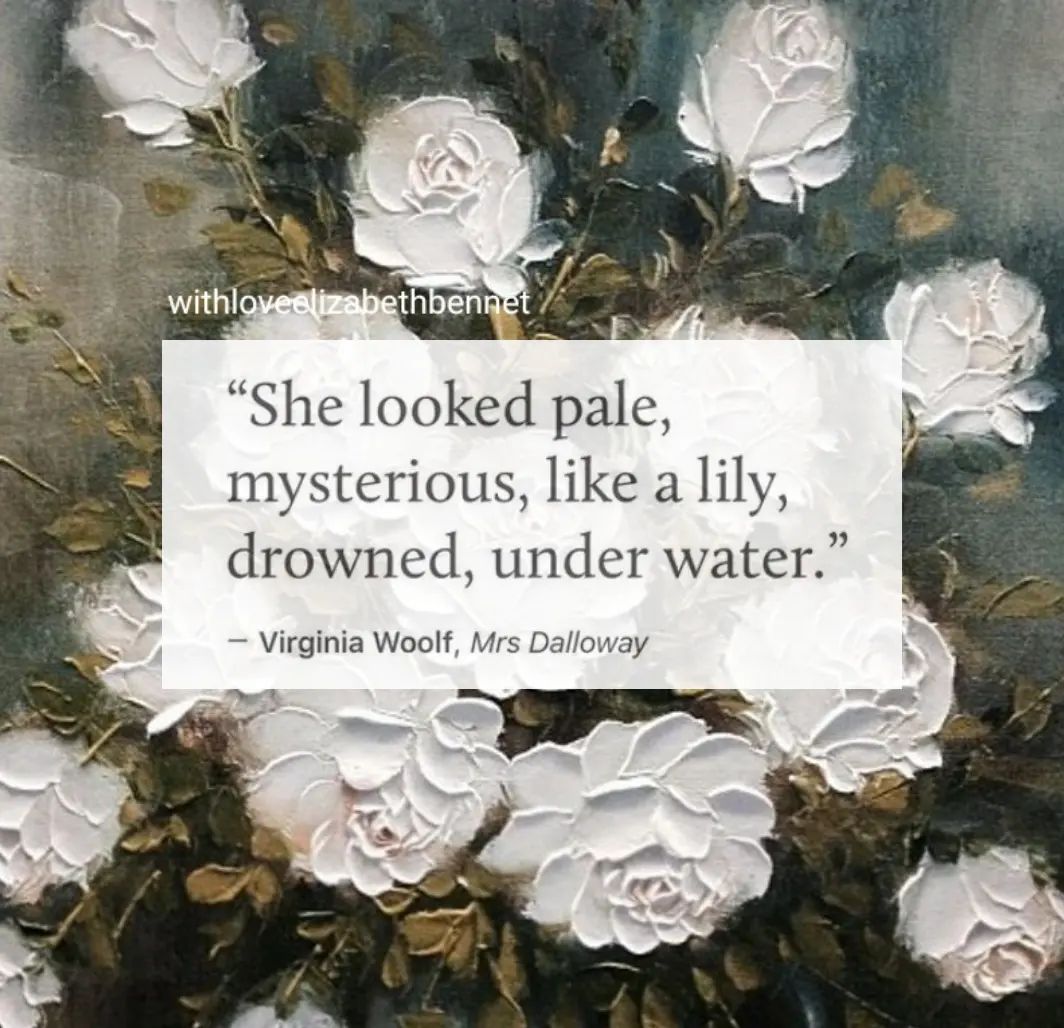 withloveelizabethbennet
“She looked pale,
mysterious, like a lily,
drowned, under water.”
— Virginia Woolf, Mrs Dalloway